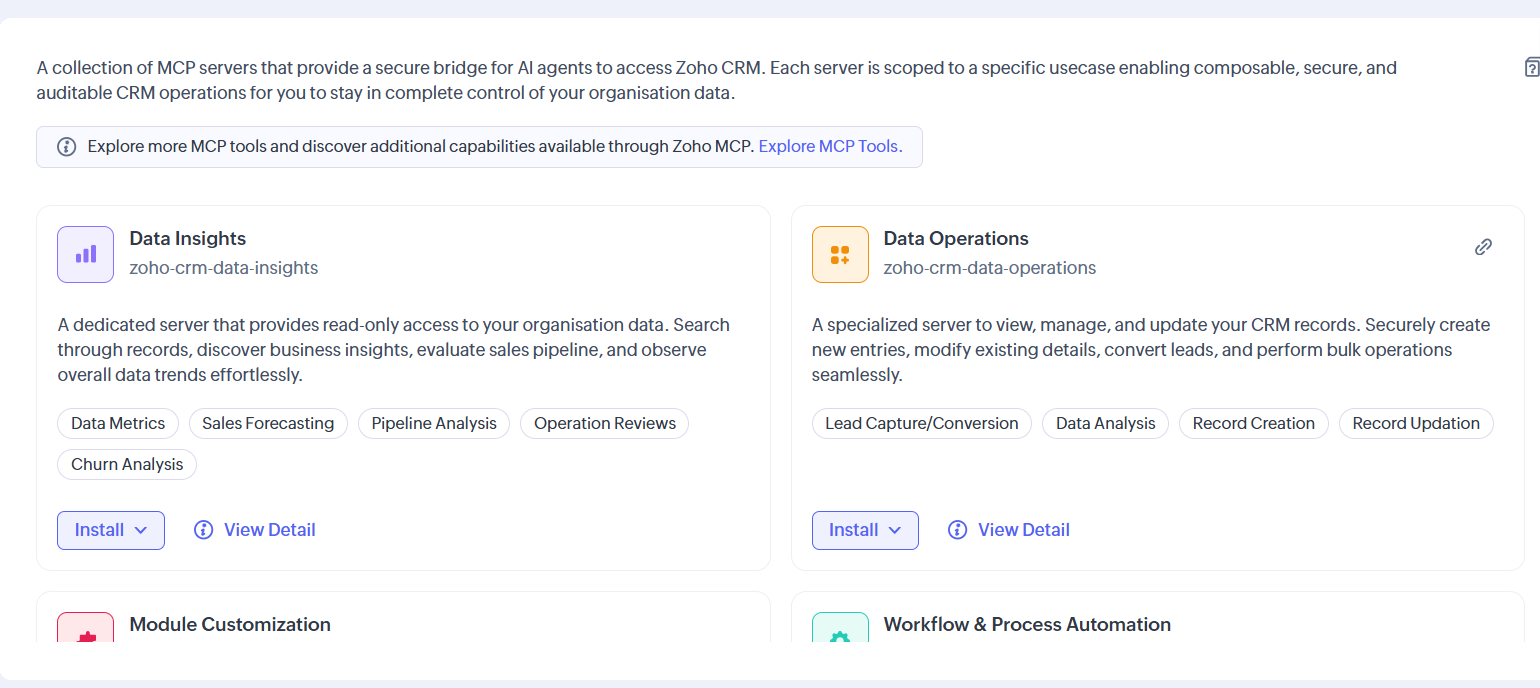 A collection of MCP servers that provide a secure bridge for AI agents to access Zoho CRM. Each server is scoped to a specific usecase enabling composable, secure, and
auditable CRM operations for you to stay in complete control of your organisation data.
Explore more MCP tools and discover additional capabilities available through Zoho MCP. Explore MCP Tools.
Data Insights
zoho-crm-data-insights
A dedicated server that provides read-only access to your organisation data. Search
through records, discover business insights, evaluate sales pipeline, and observe
overall data trends effortlessly.
Data Metrics
Sales Forecasting
Pipeline Analysis
Operation Reviews
Churn Analysis
Install
View Detail
Data Operations
zoho-crm-data-operations
A specialized server to view, manage, and update your CRM records. Securely create
new entries, modify existing details, convert leads, and perform bulk operations
seamlessly.
Lead Capture/Conversion
Data Analysis
Record Creation
Record Updation
Install
View Detail
Module Customization
Workflow & Process Automation